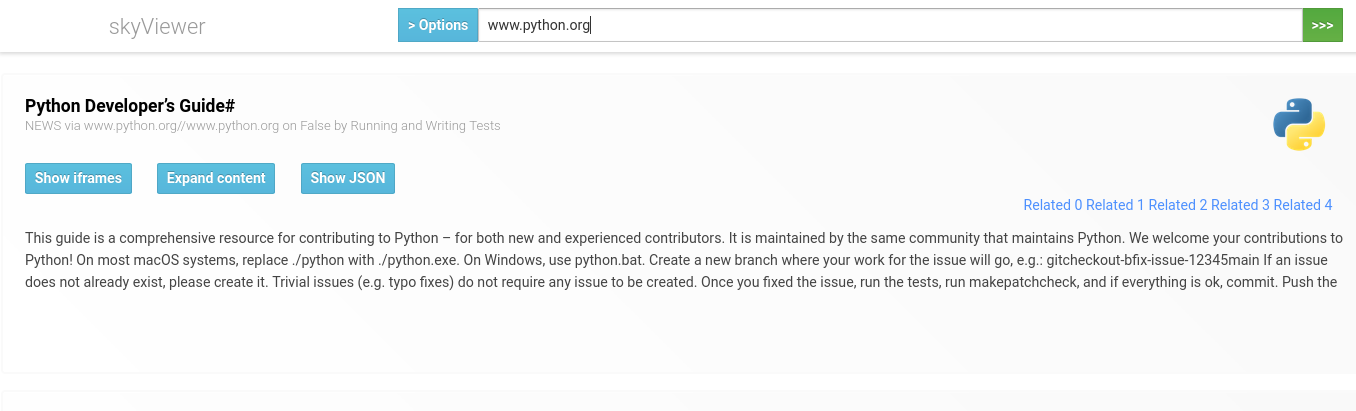 skyViewer
> Options
www.python.org
>>>
Python Developer's Guide#
NEWS via www.python.org//www.python.org on False by Running and Writing Tests
Show iframes
Expand content
Show JSON
Related 0 Related 1 Related 2 Related 3 Related 4
This guide is a comprehensive resource for contributing to Python – for both new and experienced contributors. It is maintained by the same community that maintains Python. We welcome your contributions to
Python! On most macOS systems, replace ./python with ./python.exe. On Windows, use python.bat. Create a new branch where your work for the issue will go, e.g.: gitcheckout-bfix-issue-12345main If an issue
does not already exist, please create it. Trivial issues (e.g. typo fixes) do not require any issue to be created. Once you fixed the issue, run the tests, run makepatchcheck, and if everything is ok, commit. Push the